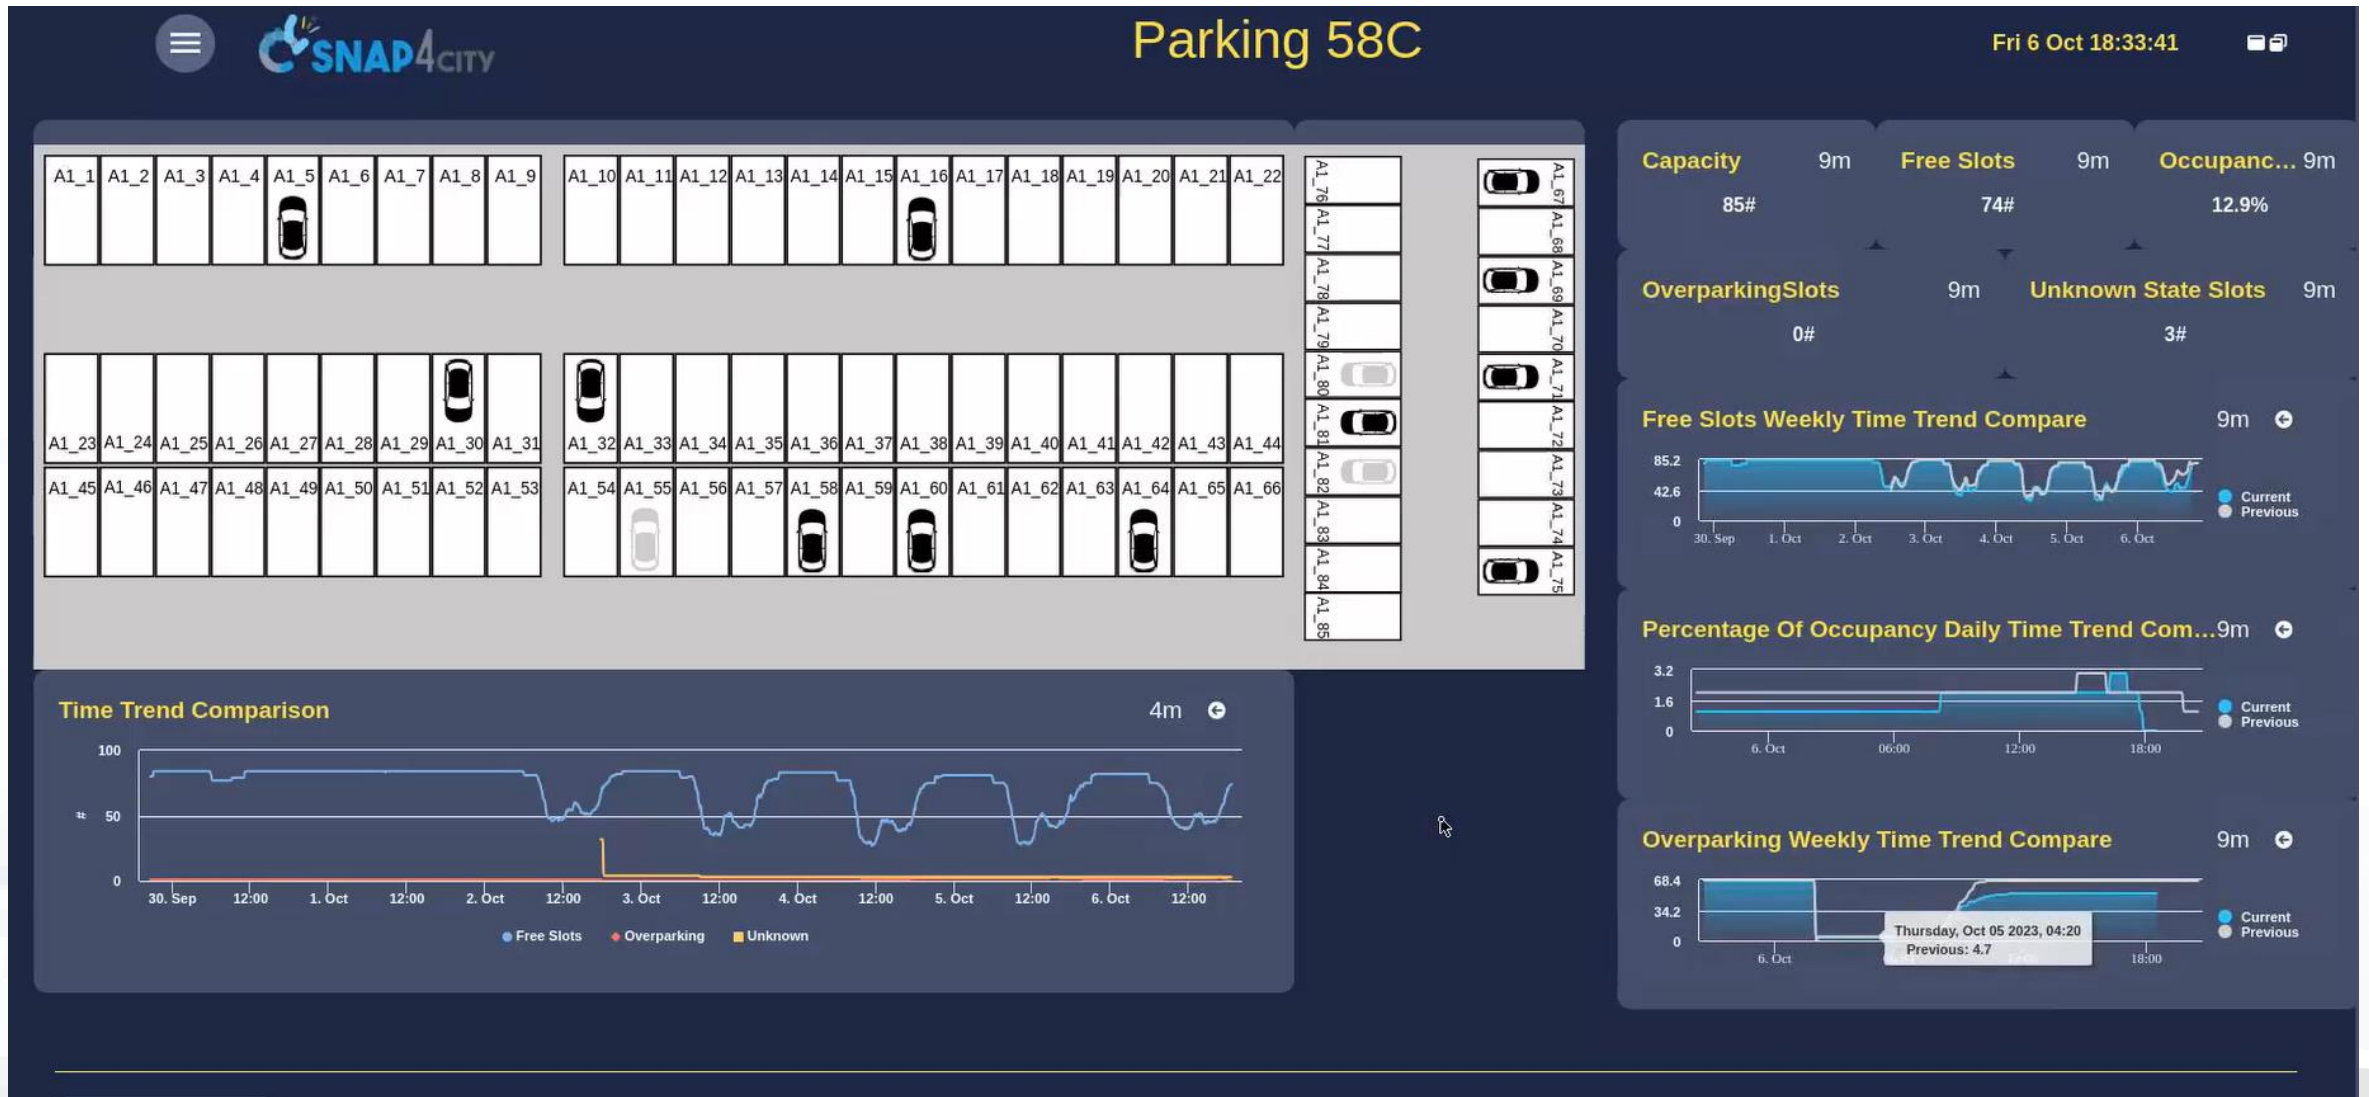 SNAP4CITY
Parking 58C
Fri 6 Oct 18:33:41
A1_1 A1_2 A1_3 A1_4 A1_5 A1_6 A1_7 A1_8 A1_9 A1_10 A1_11 A1_12 A1_13 A1_14 A1_15 A1_16 A1_17 A1_18 A1_19 A1_20 A1_21 A1_22
A1_23 A1_24 A1_25 A1_26 A1_27 A1_28 A1_29 A1_30 A1_31 A1_32 A1_33 A1_34 A1_35 A1_36 A1_37 A1_38 A1_39 A1_40 A1_41 A1_42 A1_43 A1_44
A1_45 A1_46 A1_47 A1_48 A1_49 A1_50 A1_51 A1_52 A1_53 A1_54 A1_55 A1_56 A1_57 A1_58 A1_59 A1_60 A1_61 A1_62 A1_63 A1_64 A1_65 A1_66
A1_76
A1_77
A1_78
A1_79
A1_80
A1_81
A1_82
A1_83
A1_84
A1_85
A1_67
A1_68
A1_69
A1_70
A1_71
A1_72
A1_73
A1_74
A1_75
Capacity 9m
85#
Free Slots 9m
74#
Occupanc... 9m
12.9%
OverparkingSlots 9m
0#
Unknown State Slots 9m
3#
Free Slots Weekly Time Trend Compare 9m
85.2
42.6
0
30. Sep 1. Oct 2. Oct 3. Oct 4. Oct 5. Oct 6. Oct
Current
Previous
Percentage Of Occupancy Daily Time Trend Com...9m
3.2
1.6
0
6. Oct 06:00 12:00 18:00
Current
Previous
Overparking Weekly Time Trend Compare 9m
68.4
34.2
0
6. Oct 18:00
Thursday, Oct 05 2023, 04:20
Previous: 4.7
Current
Previous
Time Trend Comparison 4m
#
100
50
0
30. Sep 12:00 1. Oct 12:00 2. Oct 12:00 3. Oct 12:00 4. Oct 12:00 5. Oct 12:00 6. Oct 12:00
Free Slots Overparking Unknown